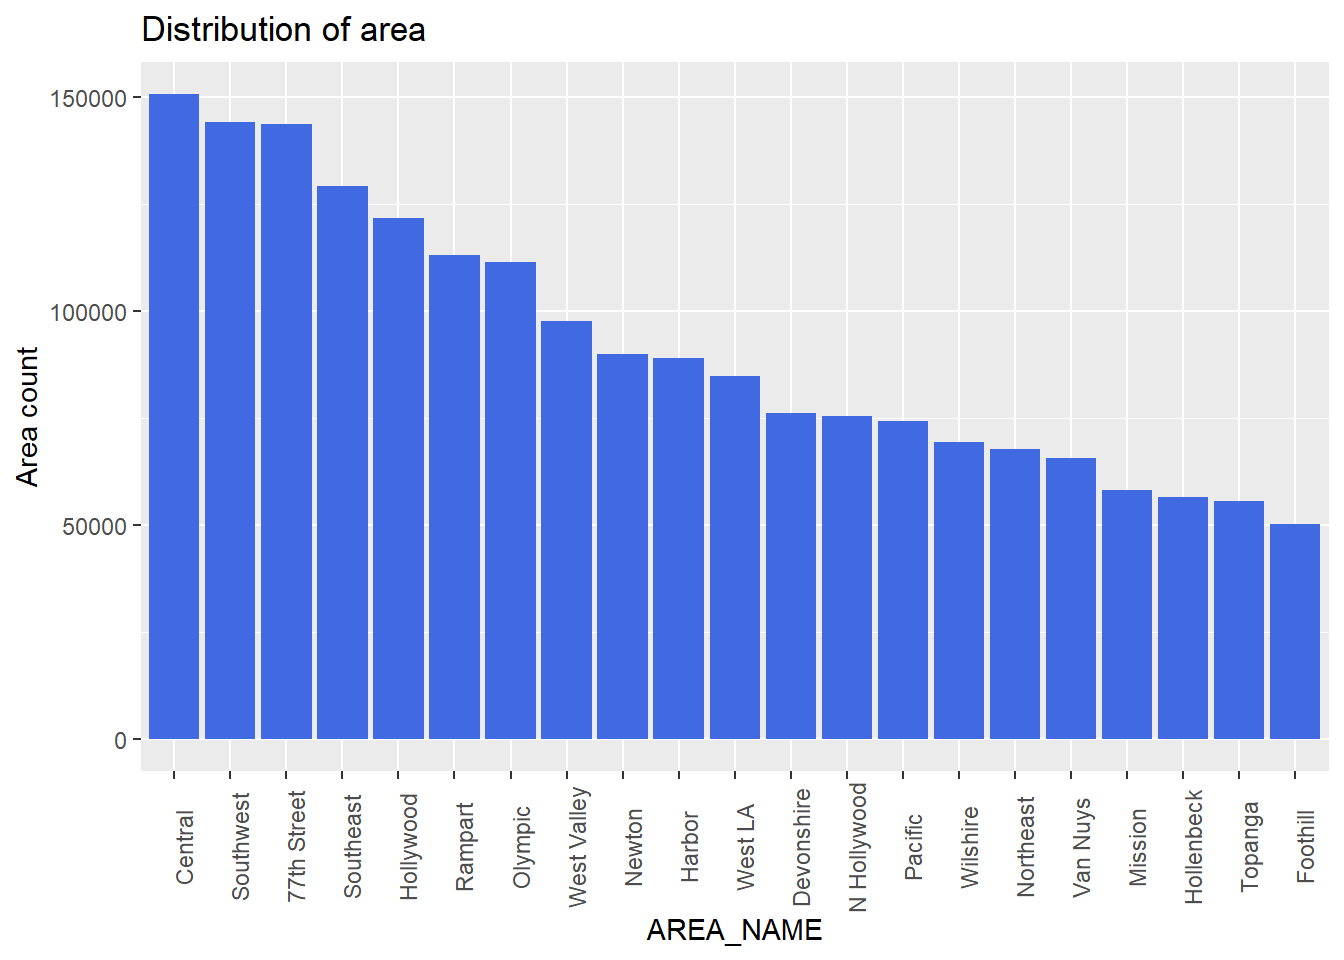 Distribution of area
150000
100000
50000
0
Area count
Central
Southwest
77th Street
Southeast
Hollywood
Rampart
Olympic
West Valley
Newton
Harbor
West LA
Devonshire
N Hollywood
Pacific
Wilshire
Northeast
Van Nuys
Mission
Hollenbeck
Topanga
Foothill
AREA_NAME